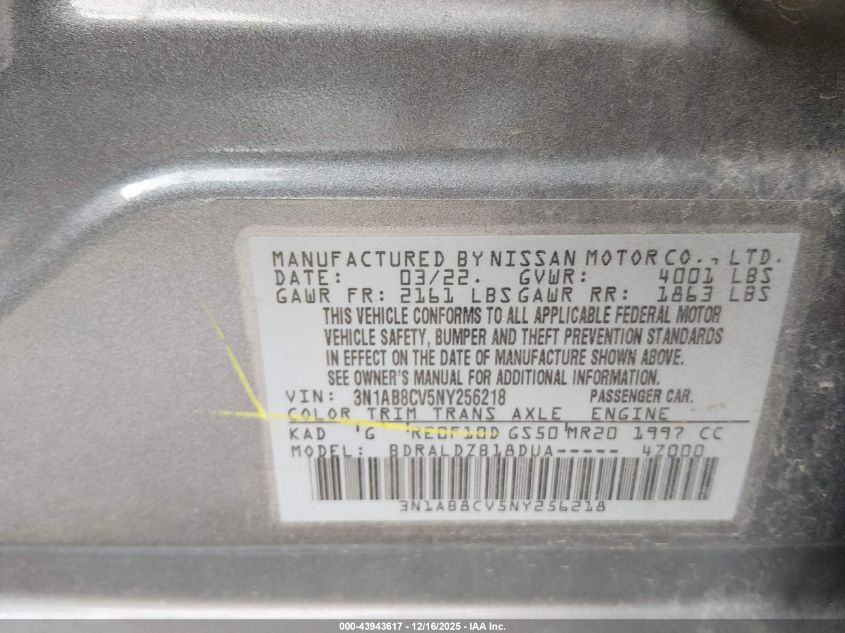 MANUFACTURED BY NISSAN MOTOR CO., LTD.
DATE: 03/22. GVWR: 4001 LBS
GAWR FR: 2161 LBS GAWR RR: 1863 LBS
THIS VEHICLE CONFORMS TO ALL APPLICABLE FEDERAL MOTOR
VEHICLE SAFETY, BUMPER AND THEFT PREVENTION STANDARDS
IN EFFECT ON THE DATE OF MANUFACTURE SHOWN ABOVE.
SEE OWNER'S MANUAL FOR ADDITIONAL INFORMATION.
VIN: 3N1AB8CV5NY256218 PASSENGER CAR.
COLOR TRIM TRANS AXLE ENGINE
KAD 'G 'RE0F10D GS50'MR20 1997 CC
MODEL: BDRALDZB18DUA----- 47000
3N1AB8CV5NY256218
000-43943617 - 12/16/2025 - IAA Inc.